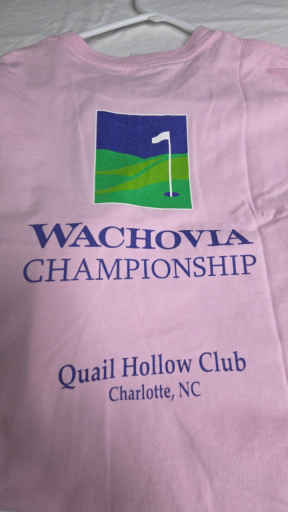 WACHOVIA
CHAMPIONSHIP
Quail Hollow Club
Charlotte, NC